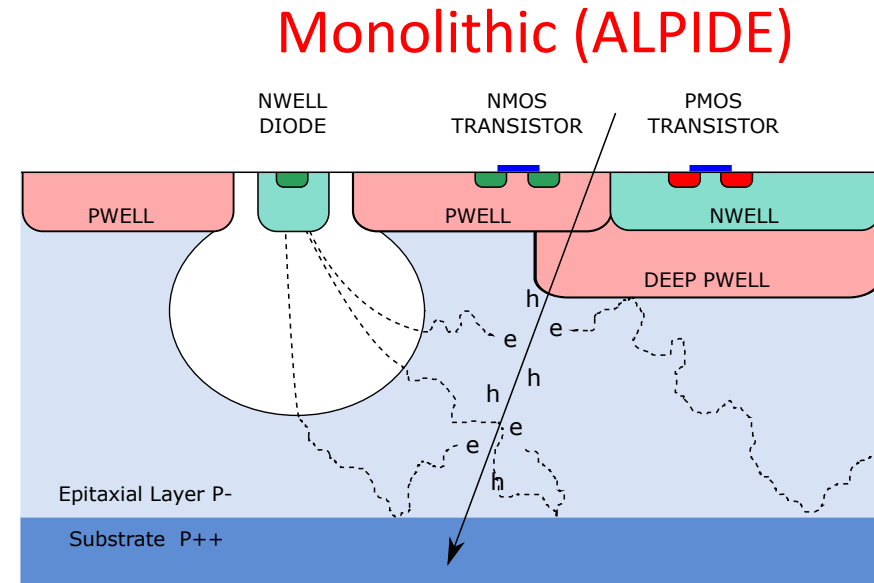 Monolithic (ALPIDE)
NWELL
DIODE
NMOS
TRANSISTOR
PMOS
TRANSISTOR
PWELL
PWELL
NWELL
DEEP PWELL
h
e
e
h
h
e
e
h
Epitaxial Layer P-
Substrate P++